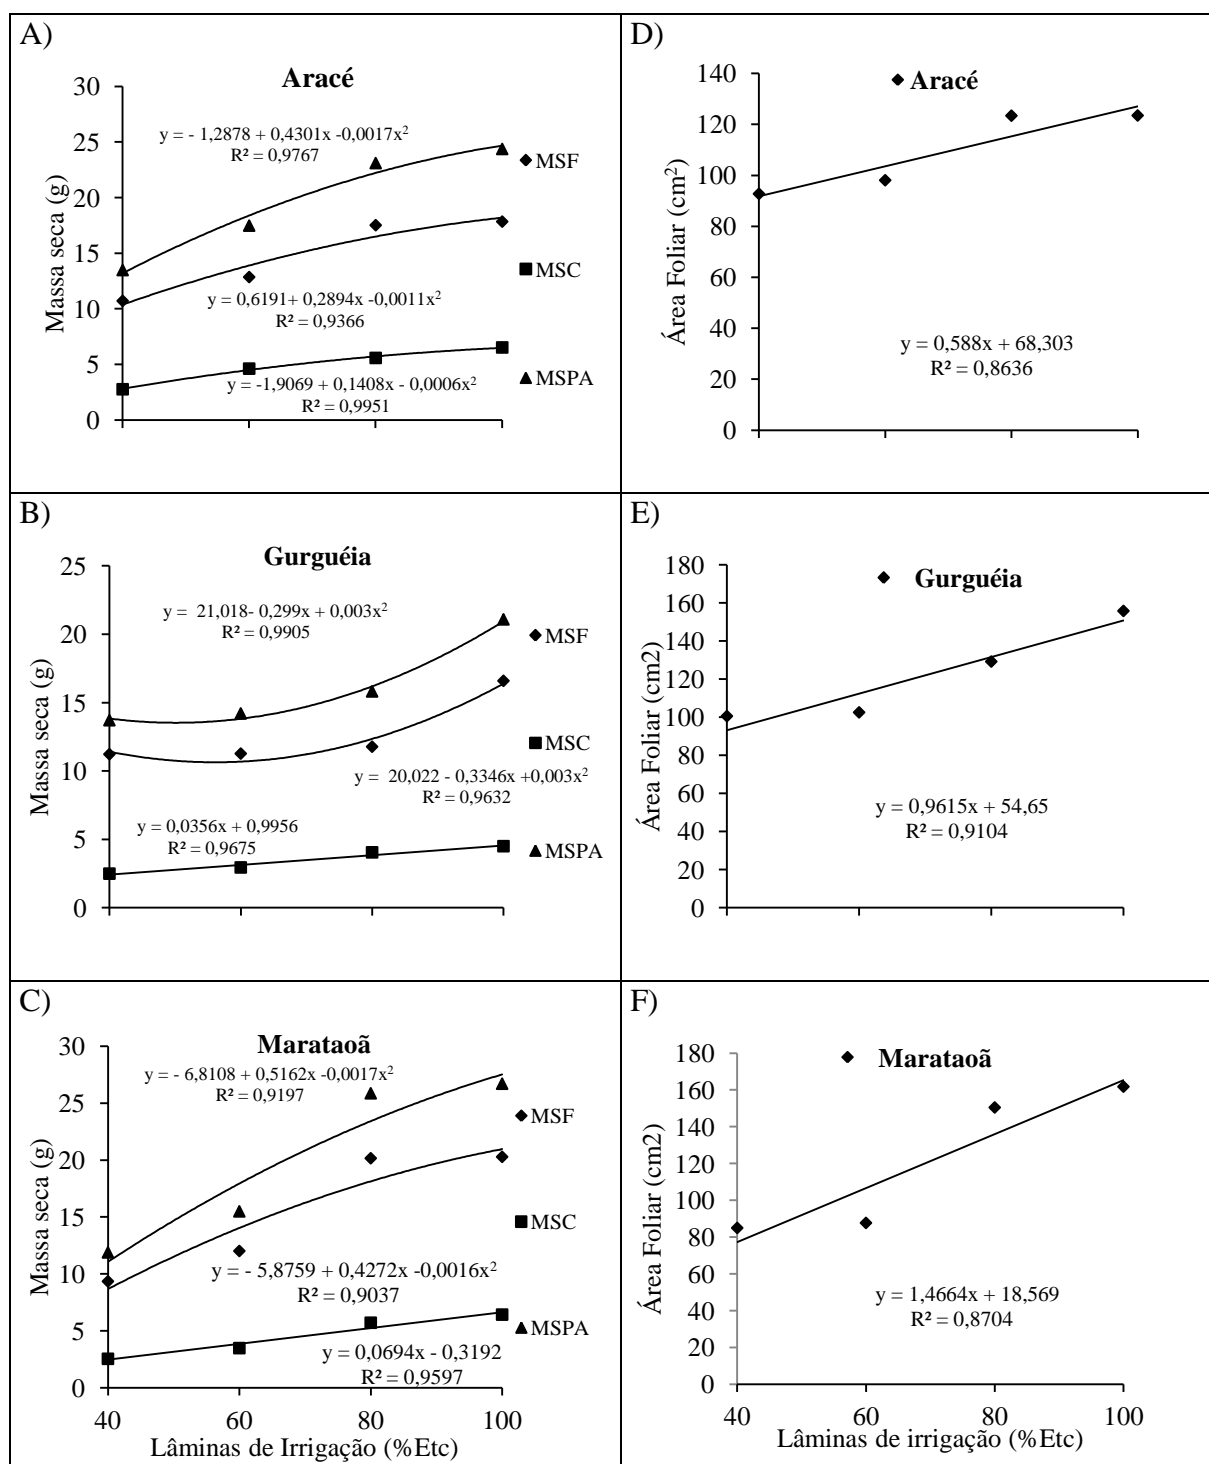 A)
Aracé
Massa seca (g)
30
25
20
15
10
5
0
y = - 1,2878 + 0,4301x -0,0017x²
R² = 0,9767
y = 0,6191+ 0,2894x -0,0011x²
R² = 0,9366
y = -1,9069 + 0,1408x - 0,0006x²
R² = 0,9951
MSF
MSC
MSPA
D)
Aracé
Área Foliar (cm²)
140
120
100
80
60
40
20
0
y = 0,588x + 68,303
R² = 0,8636
B)
Gurguéia
Massa seca (g)
25
20
15
10
5
0
y = 21,018- 0,299x + 0,003x²
R² = 0,9905
y = 20,022 - 0,3346x +0,003x²
R² = 0,9632
y = 0,0356x + 0,9956
R² = 0,9675
MSF
MSC
MSPA
E)
Gurguéia
Área Foliar (cm2)
180
160
140
120
100
80
60
40
20
0
y = 0,9615x + 54,65
R² = 0,9104
C)
Marataoã
Massa seca (g)
30
25
20
15
10
5
0
y = - 6,8108 + 0,5162x -0,0017x²
R² = 0,9197
y = - 5,8759 + 0,4272x -0,0016x²
R² = 0,9037
y = 0,0694x - 0,3192
R² = 0,9597
MSF
MSC
MSPA
40 60 80 100
Lâminas de Irrigação (%Etc)
F)
Marataoã
Área Foliar (cm2)
180
160
140
120
100
80
60
40
20
0
y = 1,4664x + 18,569
R² = 0,8704
40 60 80 100
Lâminas de irrigação (%Etc)